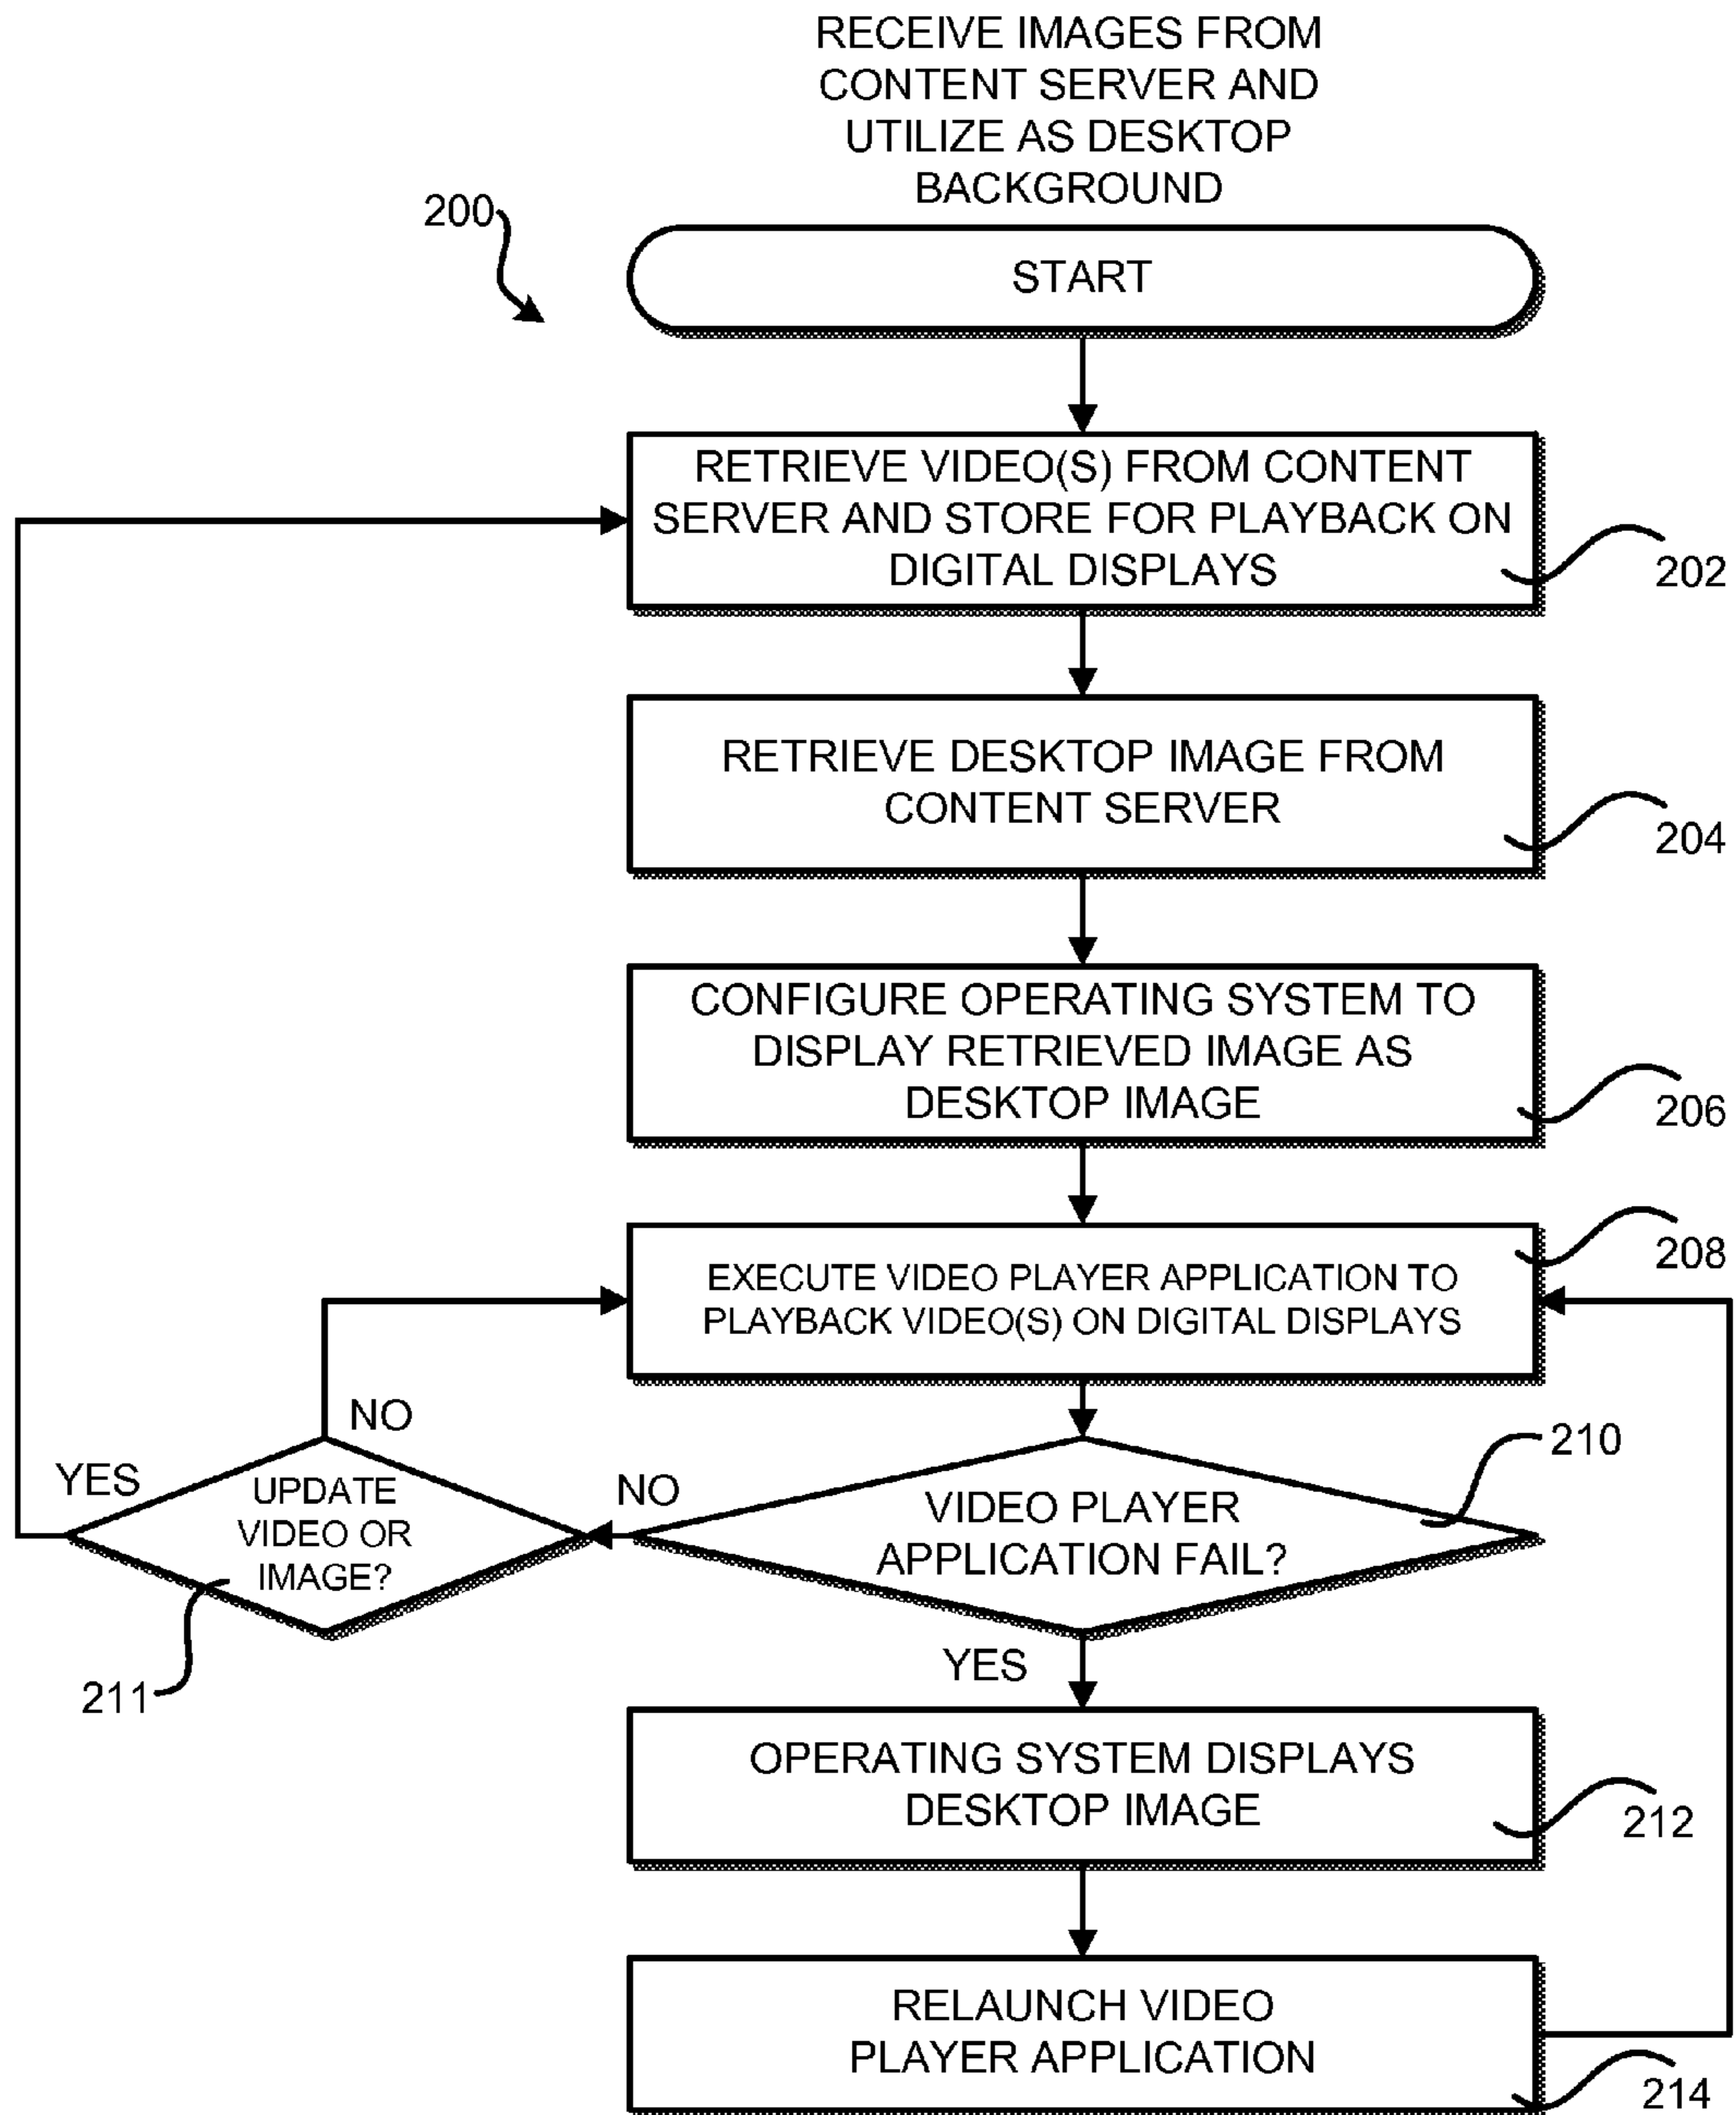 RECEIVE IMAGES FROM
CONTENT SERVER AND
UTILIZE AS DESKTOP
BACKGROUND
200
START
RETRIEVE VIDEO(S) FROM CONTENT
SERVER AND STORE FOR PLAYBACK ON
DIGITAL DISPLAYS
202
RETRIEVE DESKTOP IMAGE FROM
CONTENT SERVER
204
CONFIGURE OPERATING SYSTEM TO
DISPLAY RETRIEVED IMAGE AS
DESKTOP IMAGE
206
208
EXECUTE VIDEO PLAYER APPLICATION TO
PLAYBACK VIDEO(S) ON DIGITAL DISPLAYS
NO
210
YES
UPDATE
VIDEO OR
IMAGE?
NO
VIDEO PLAYER
APPLICATION FAIL?
211
YES
OPERATING SYSTEM DISPLAYS
DESKTOP IMAGE
212
RELAUNCH VIDEO
PLAYER APPLICATION
214